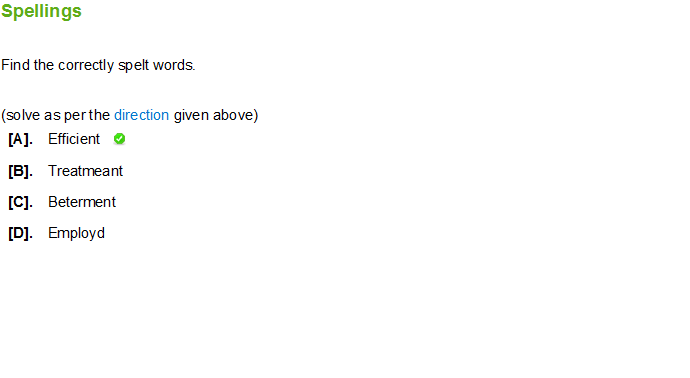 Spellings
Find the correctly spelt words.
(solve as per the direction given above)
[A]. Efficient
[B]. Treatmeant
[C]. Beterment
[D]. Employd